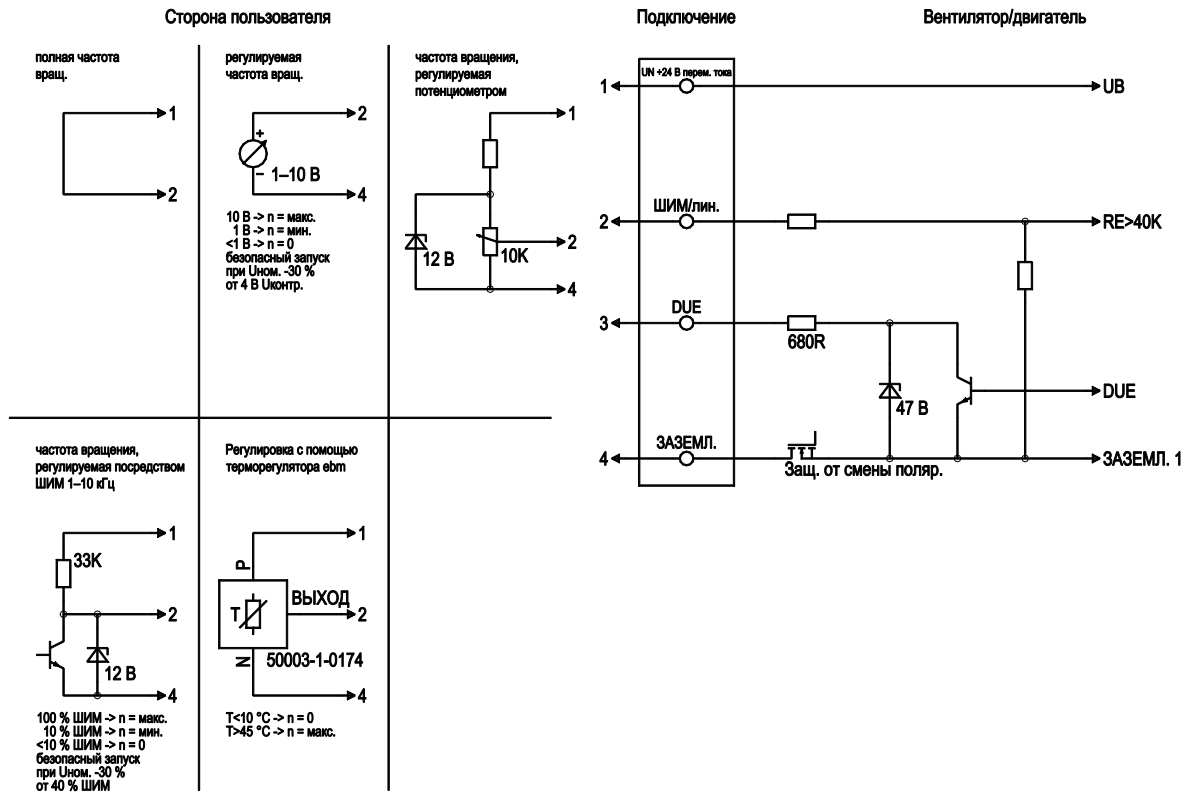 Сторона пользователя
Подключение
Вентилятор/двигатель
полная частота
вращ.
1
2
регулируемая
частота вращ.
2
+
–
1–10 В
4
10 В -> n = макс.
1 В -> n = мин.
<1 В -> n = 0
безопасный запуск
при Uном. -30 %
от 4 В Uконтр.
частота вращения,
регулируемая
потенциометром
1
12 В
10K
2
4
UN +24 В перем. тока
1
UB
ШИМ/лин.
2
RE>40K
DUE
3
680R
47 В
DUE
ЗАЗЕМЛ.
4
Защ. от смены поляр.
ЗАЗЕМЛ. 1
частота вращения,
регулируемая посредством
ШИМ 1–10 кГц
1
33K
2
12 В
4
100 % ШИМ -> n = макс.
10 % ШИМ -> n = мин.
<10 % ШИМ -> n = 0
безопасный запуск
при Uном. -30 %
от 40 % ШИМ
Регулировка с помощью
терморегулятора ebm
1
P
T
ВЫХОД
2
N
50003-1-0174
4
T<10 °C -> n = 0
T>45 °C -> n = макс.